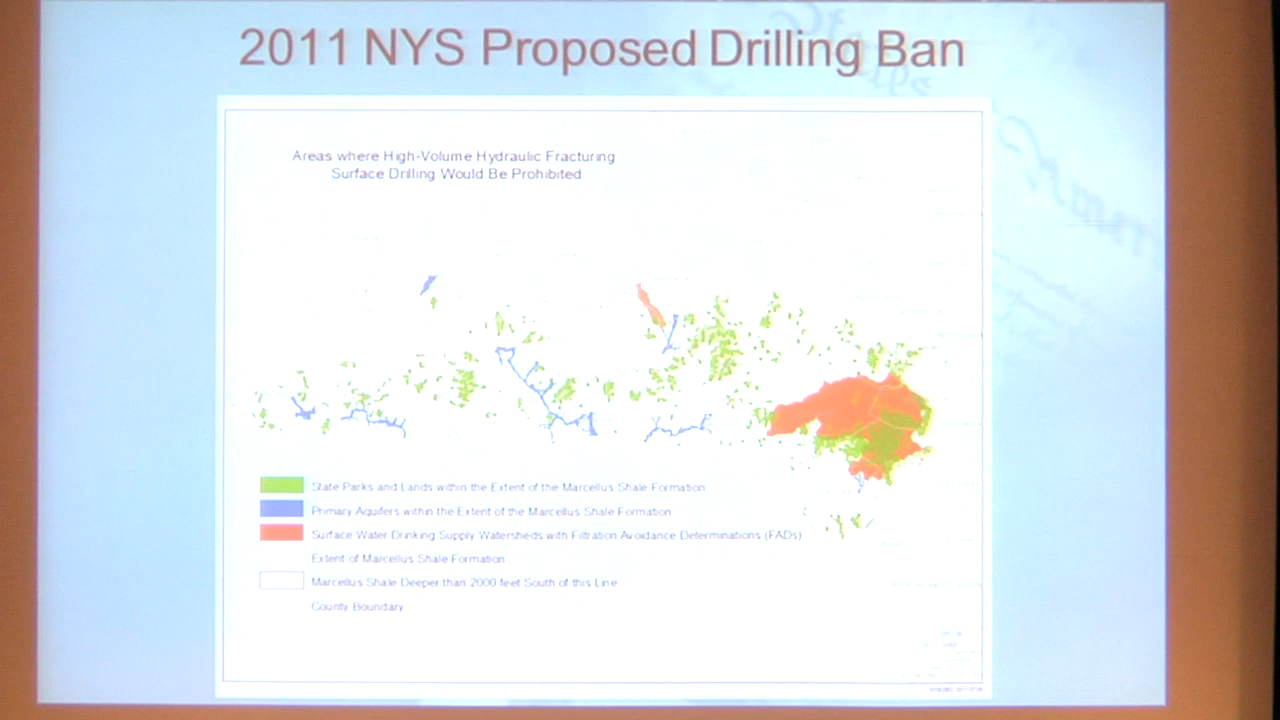 2011 NYS Proposed Drilling Ban
Areas where High-Volume Hydraulic Fracturing
Surface Drilling Would Be Prohibited
State Parks and Lands within the Extent of the Marcellus Shale Formation
Primary Aquifers within the Extent of the Marcellus Shale Formation
Surface Water Drinking Supply Watersheds with Filtration Avoidance Determinations (FADs)
Extent of Marcellus Shale Formation
Marcellus Shale Deeper than 2000 feet South of this Line
County Boundary